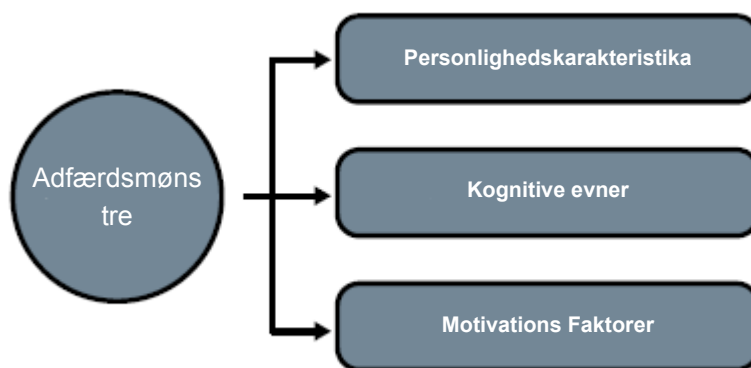 Adfærdsmøns
tre
Personlighedskarakteristika
Kognitive evner
Motivations Faktorer